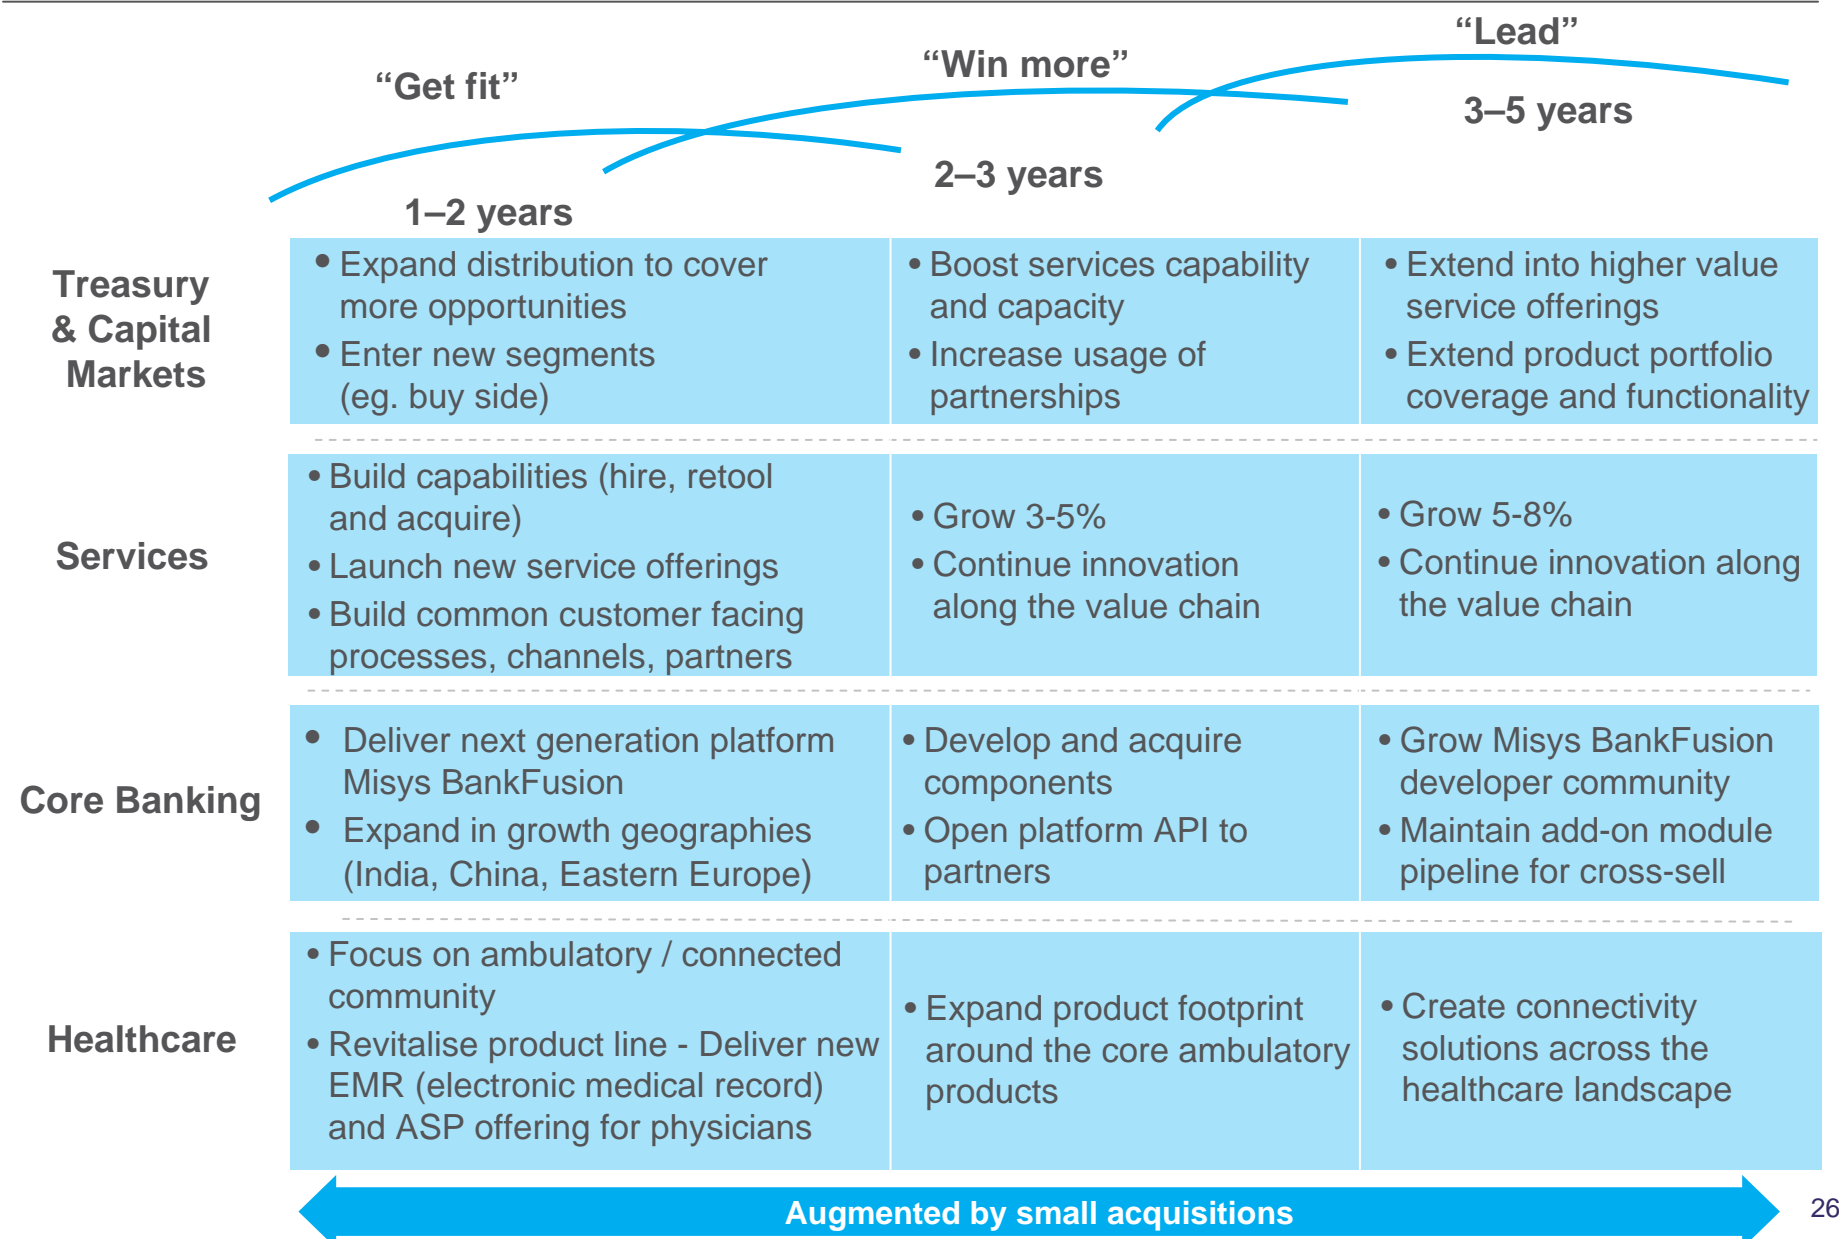 “Get fit”
“Win more”
“Lead”
1–2 years
2–3 years
3–5 years
Treasury
& Capital
Markets
• Expand distribution to cover
more opportunities
• Enter new segments
(eg. buy side)
• Boost services capability
and capacity
• Increase usage of
partnerships
• Extend into higher value
service offerings
• Extend product portfolio
coverage and functionality
Services
• Build capabilities (hire, retool
and acquire)
• Launch new service offerings
• Build common customer facing
processes, channels, partners
• Grow 3-5%
• Continue innovation
along the value chain
• Grow 5-8%
• Continue innovation along
the value chain
Core Banking
• Deliver next generation platform
Misys BankFusion
• Expand in growth geographies
(India, China, Eastern Europe)
• Develop and acquire
components
• Open platform API to
partners
• Grow Misys BankFusion
developer community
• Maintain add-on module
pipeline for cross-sell
Healthcare
• Focus on ambulatory / connected
community
• Revitalise product line - Deliver new
EMR (electronic medical record)
and ASP offering for physicians
• Expand product footprint
around the core ambulatory
products
• Create connectivity
solutions across the
healthcare landscape
Augmented by small acquisitions
26